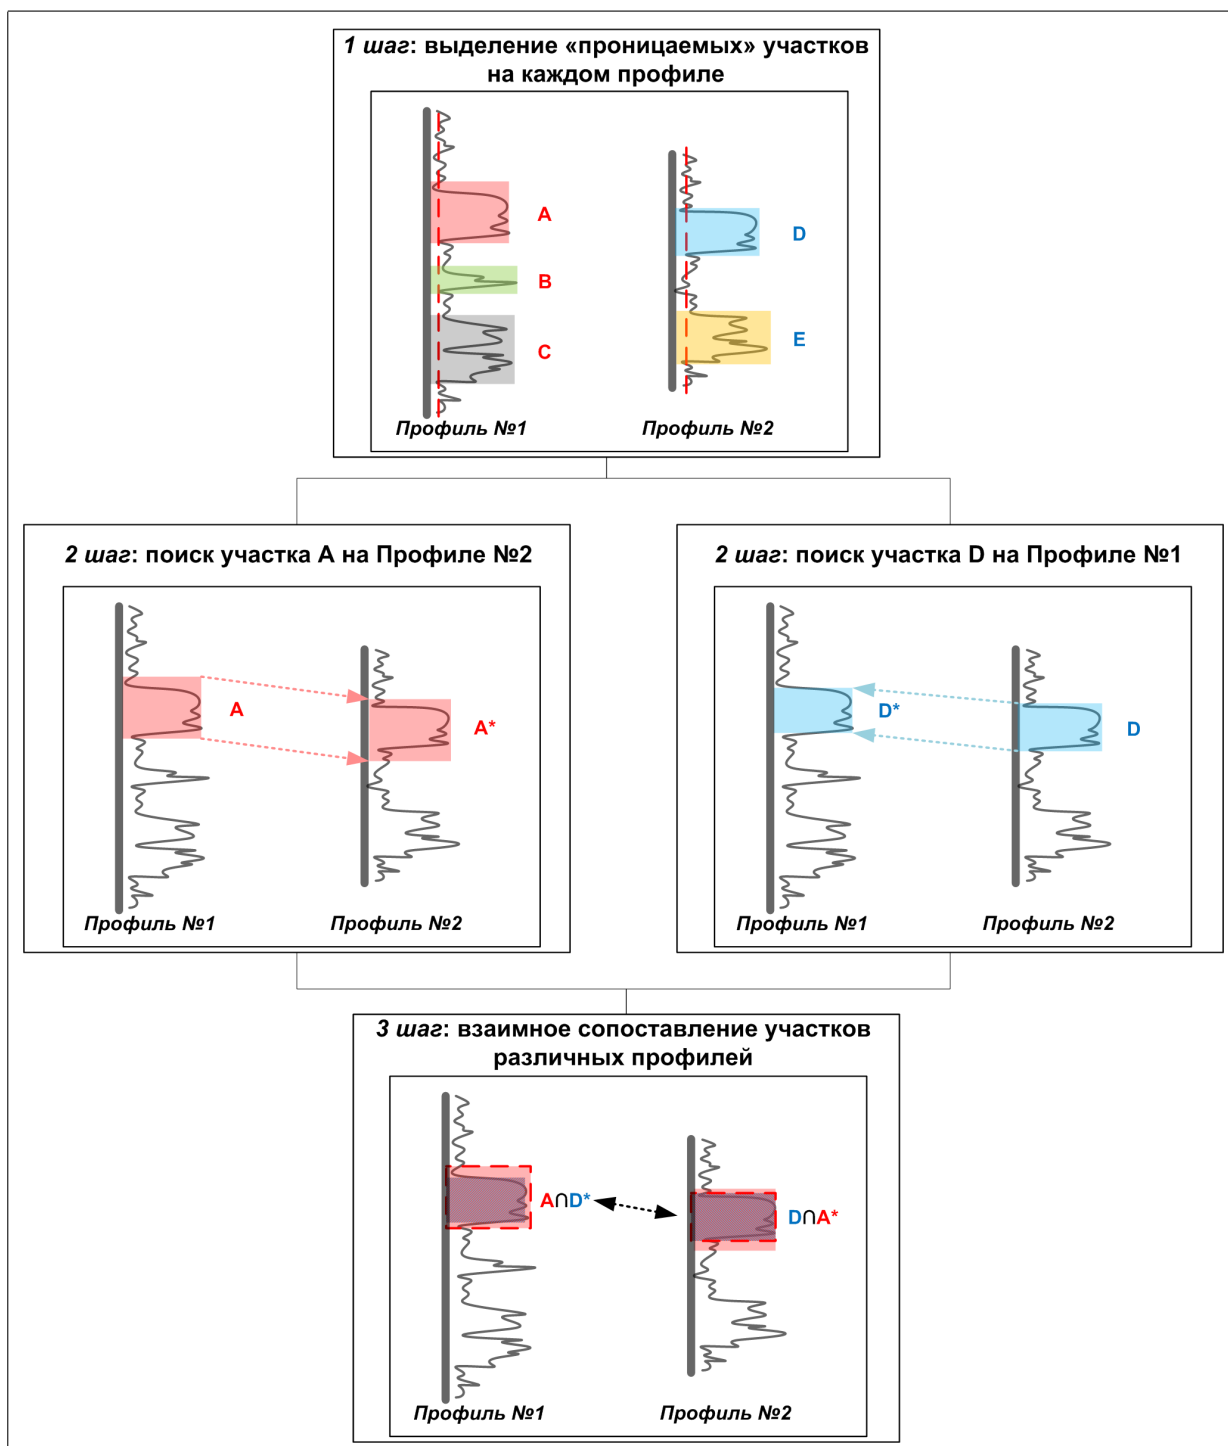 1 шаг: выделение «проницаемых» участков
на каждом профиле
A
D
B
C
E
Профиль №1
Профиль №2
2 шаг: поиск участка A на Профиле №2
A
A*
Профиль №1
Профиль №2
2 шаг: поиск участка D на Профиле №1
D*
D
Профиль №1
Профиль №2
3 шаг: взаимное сопоставление участков
различных профилей
A∩D*
D∩A*
Профиль №1
Профиль №2